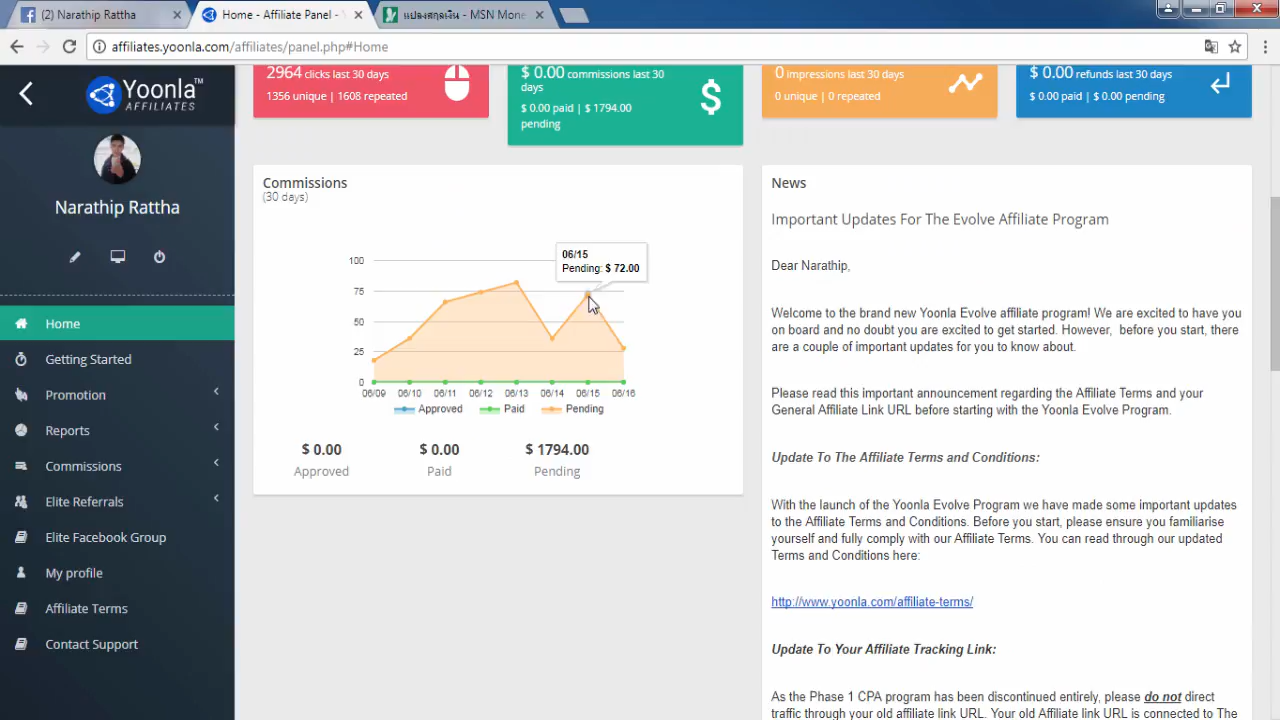 (2) Narathip Rattha
Home - Affiliate Panel -
แปลงสกุลเงิน - MSN Mone
affiliates.yoonla.com/affiliates/panel.php#Home
Yoonla™
AFFILIATES
Narathip Rattha
Home
Getting Started
Promotion
Reports
Commissions
Elite Referrals
Elite Facebook Group
My profile
Affiliate Terms
Contact Support
2964 clicks last 30 days
1356 unique | 1608 repeated
$ 0.00 commissions last 30
days
$ 0.00 paid | $ 1794.00
pending
0 impressions last 30 days
0 unique | 0 repeated
$ 0.00 refunds last 30 days
$ 0.00 paid | $ 0.00 pending
Commissions
(30 days)
06/15
Pending: $ 72.00
100
75
50
25
0
06/09 06/10 06/11 06/12 06/13 06/14 06/15 06/16
Approved Paid Pending
$ 0.00 $ 0.00 $ 1794.00
Approved Paid Pending
News
Important Updates For The Evolve Affiliate Program
Dear Narathip,
Welcome to the brand new Yoonla Evolve affiliate program! We are excited to have you
on board and no doubt you are excited to get started. However, before you start, there
are a couple of important updates for you to know about.
Please read this important announcement regarding the Affiliate Terms and your
General Affiliate Link URL before starting with the Yoonla Evolve Program.
Update To The Affiliate Terms and Conditions:
With the launch of the Yoonla Evolve Program we have made some important updates
to the Affiliate Terms and Conditions. Before you start, please ensure you familiarise
yourself and fully comply with our Affiliate Terms. You can read through our updated
Terms and Conditions here:
http://www.yoonla.com/affiliate-terms/
Update To Your Affiliate Tracking Link:
As the Phase 1 CPA program has been discontinued entirely, please do not direct
traffic through your old affiliate link URL. Your old Affiliate link URL is connected to The